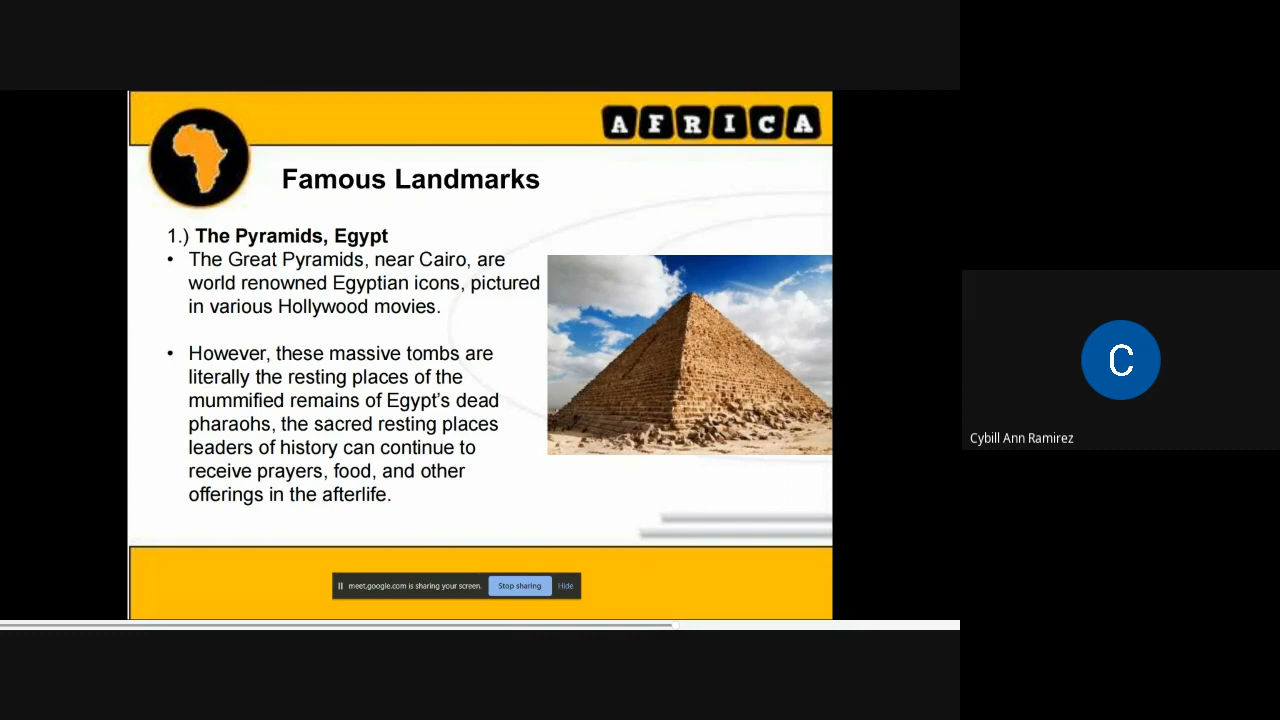 AFRICA
Famous Landmarks
1.) The Pyramids, Egypt
• The Great Pyramids, near Cairo, are
world renowned Egyptian icons, pictured
in various Hollywood movies.
• However, these massive tombs are
literally the resting places of the
mummified remains of Egypt's dead
pharaohs, the sacred resting places
leaders of history can continue to
receive prayers, food, and other
offerings in the afterlife.
meet.google.com is sharing your screen. Stop sharing Hide
C
Cybill Ann Ramirez